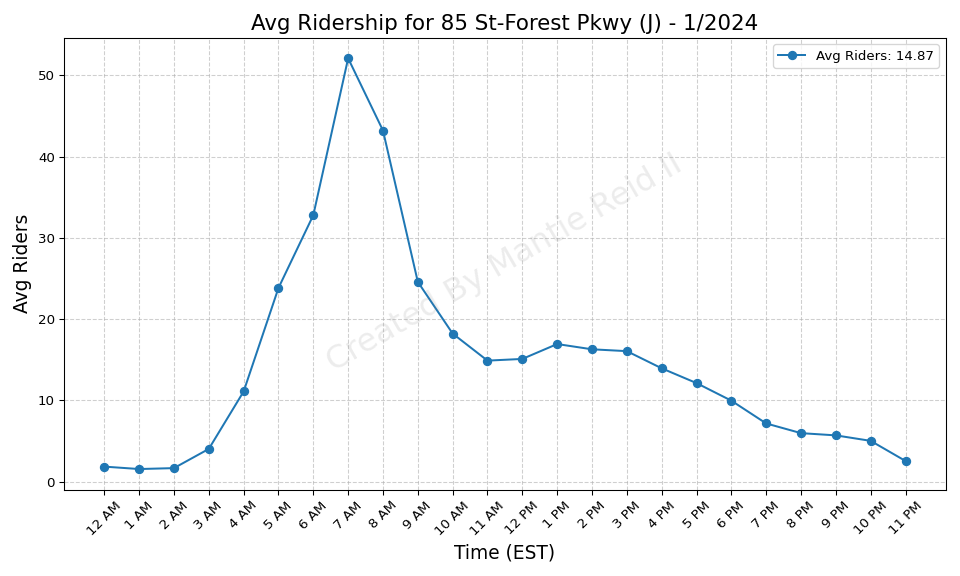 Avg Ridership for 85 St-Forest Pkwy (J) - 1/2024
Avg Riders: 14.87
Avg Riders
50
40
30
20
10
0
Created By Mantie Reid II
12 AM
1 AM
2 AM
3 AM
4 AM
5 AM
6 AM
7 AM
8 AM
9 AM
10 AM
11 AM
12 PM
1 PM
2 PM
3 PM
4 PM
5 PM
6 PM
7 PM
8 PM
9 PM
10 PM
11 PM
Time (EST)